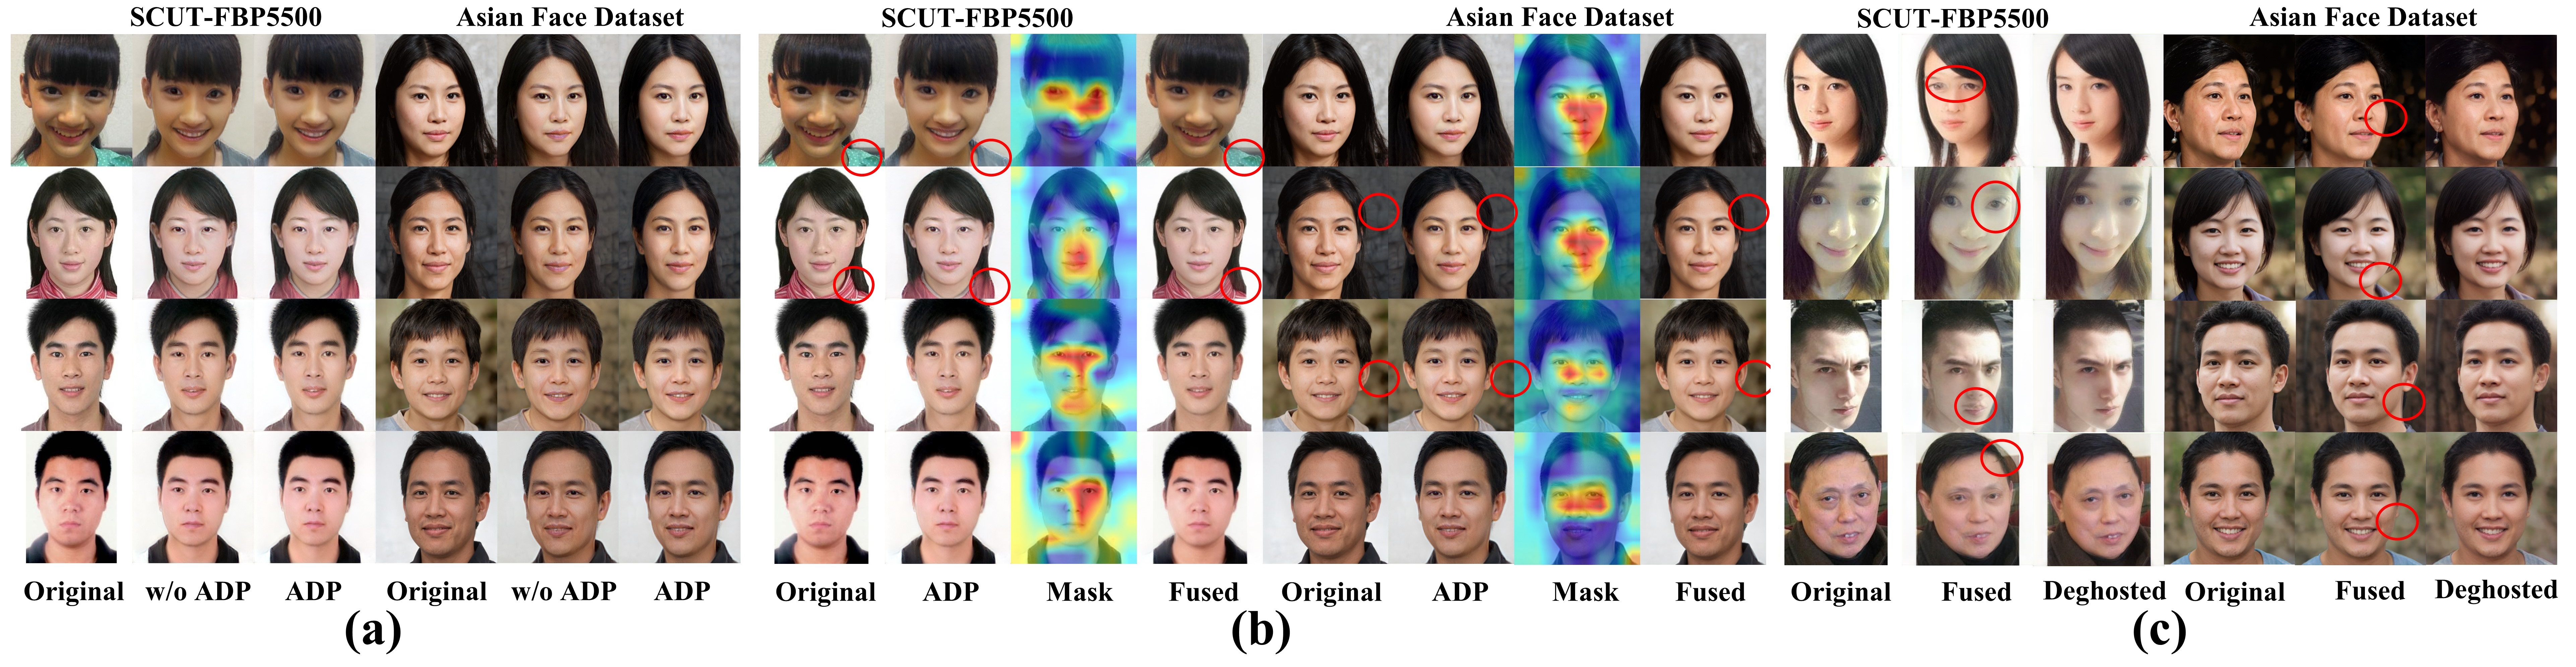 SCUT-FBP5500 Asian Face Dataset SCUT-FBP5500 Asian Face Dataset SCUT-FBP5500 Asian Face Dataset
Original w/o ADP ADP Original w/o ADP ADP Original ADP Mask Fused Original ADP Mask Fused Original Fused Deghosted Original Fused Deghosted
(a) (b) (c)